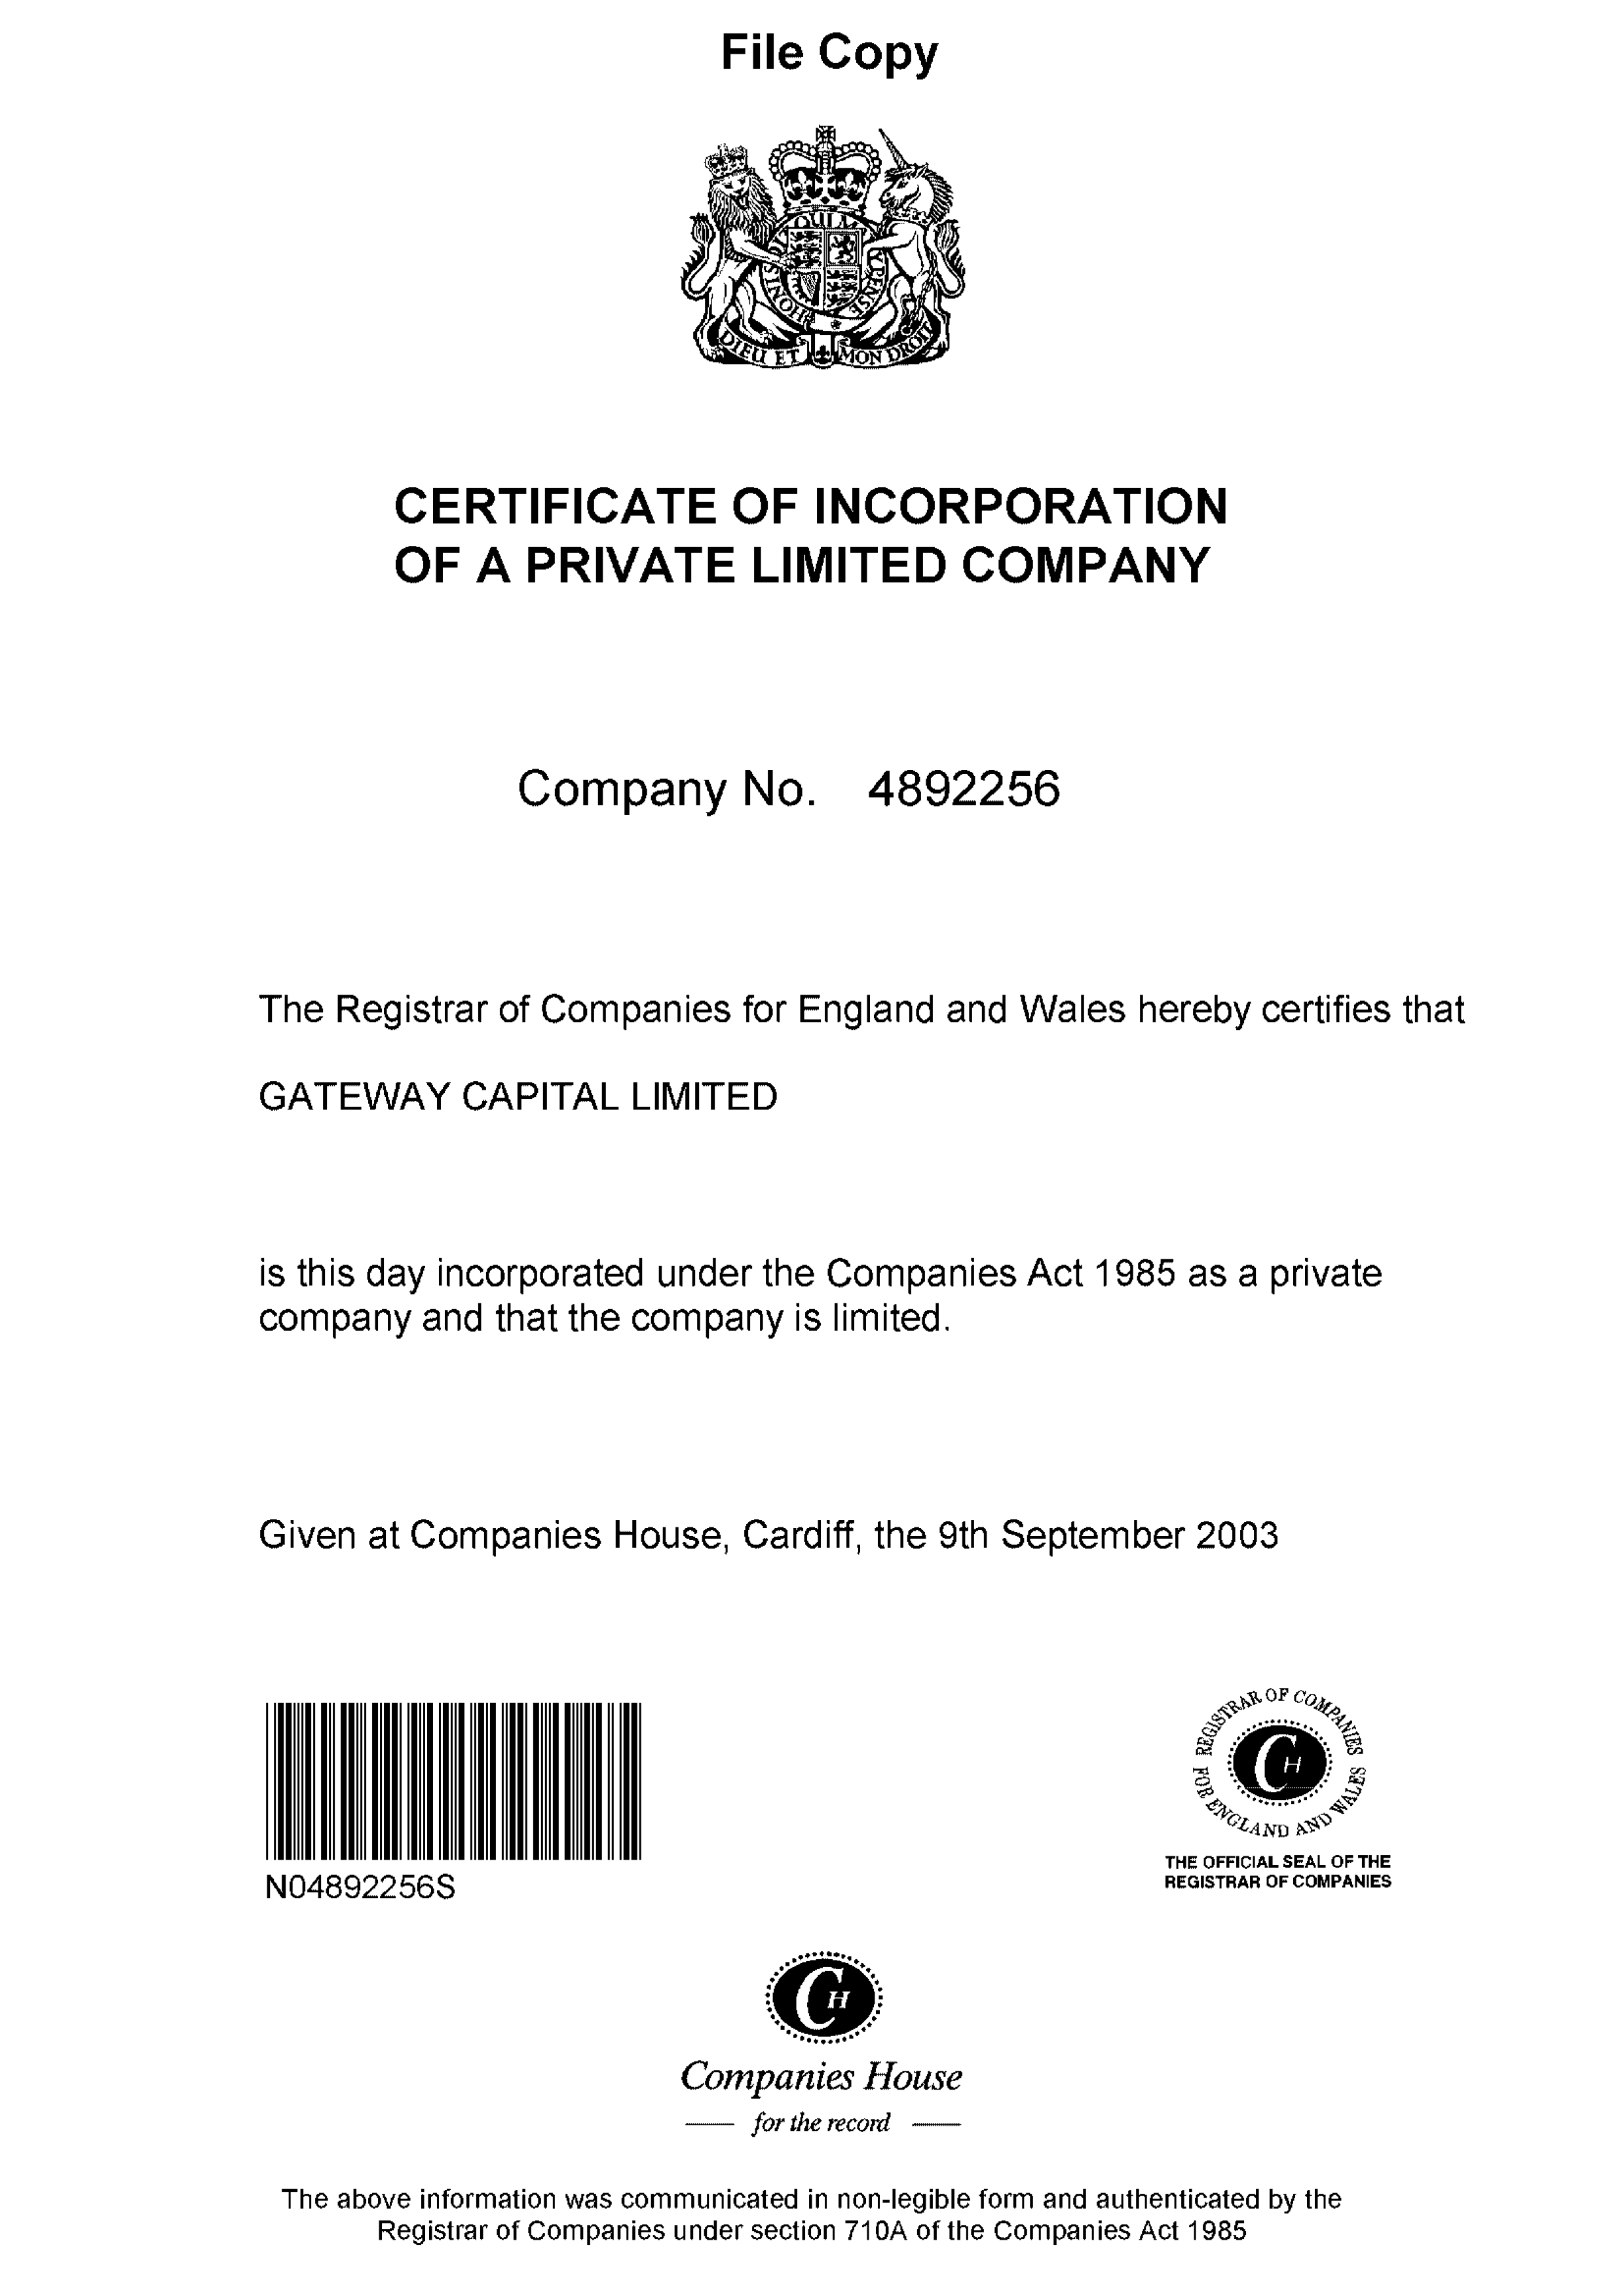 File Copy
HONI SOIT QUI MAL Y PENSE
DIEU ET MON DROIT
CERTIFICATE OF INCORPORATION
OF A PRIVATE LIMITED COMPANY
Company No. 4892256
The Registrar of Companies for England and Wales hereby certifies that
GATEWAY CAPITAL LIMITED
is this day incorporated under the Companies Act 1985 as a private
company and that the company is limited.
Given at Companies House, Cardiff, the 9th September 2003
N04892256S
REGISTRAR OF COMPANIES
FOR ENGLAND AND WALES
CH
THE OFFICIAL SEAL OF THE
REGISTRAR OF COMPANIES
CH
Companies House
for the record
The above information was communicated in non-legible form and authenticated by the
Registrar of Companies under section 710A of the Companies Act 1985